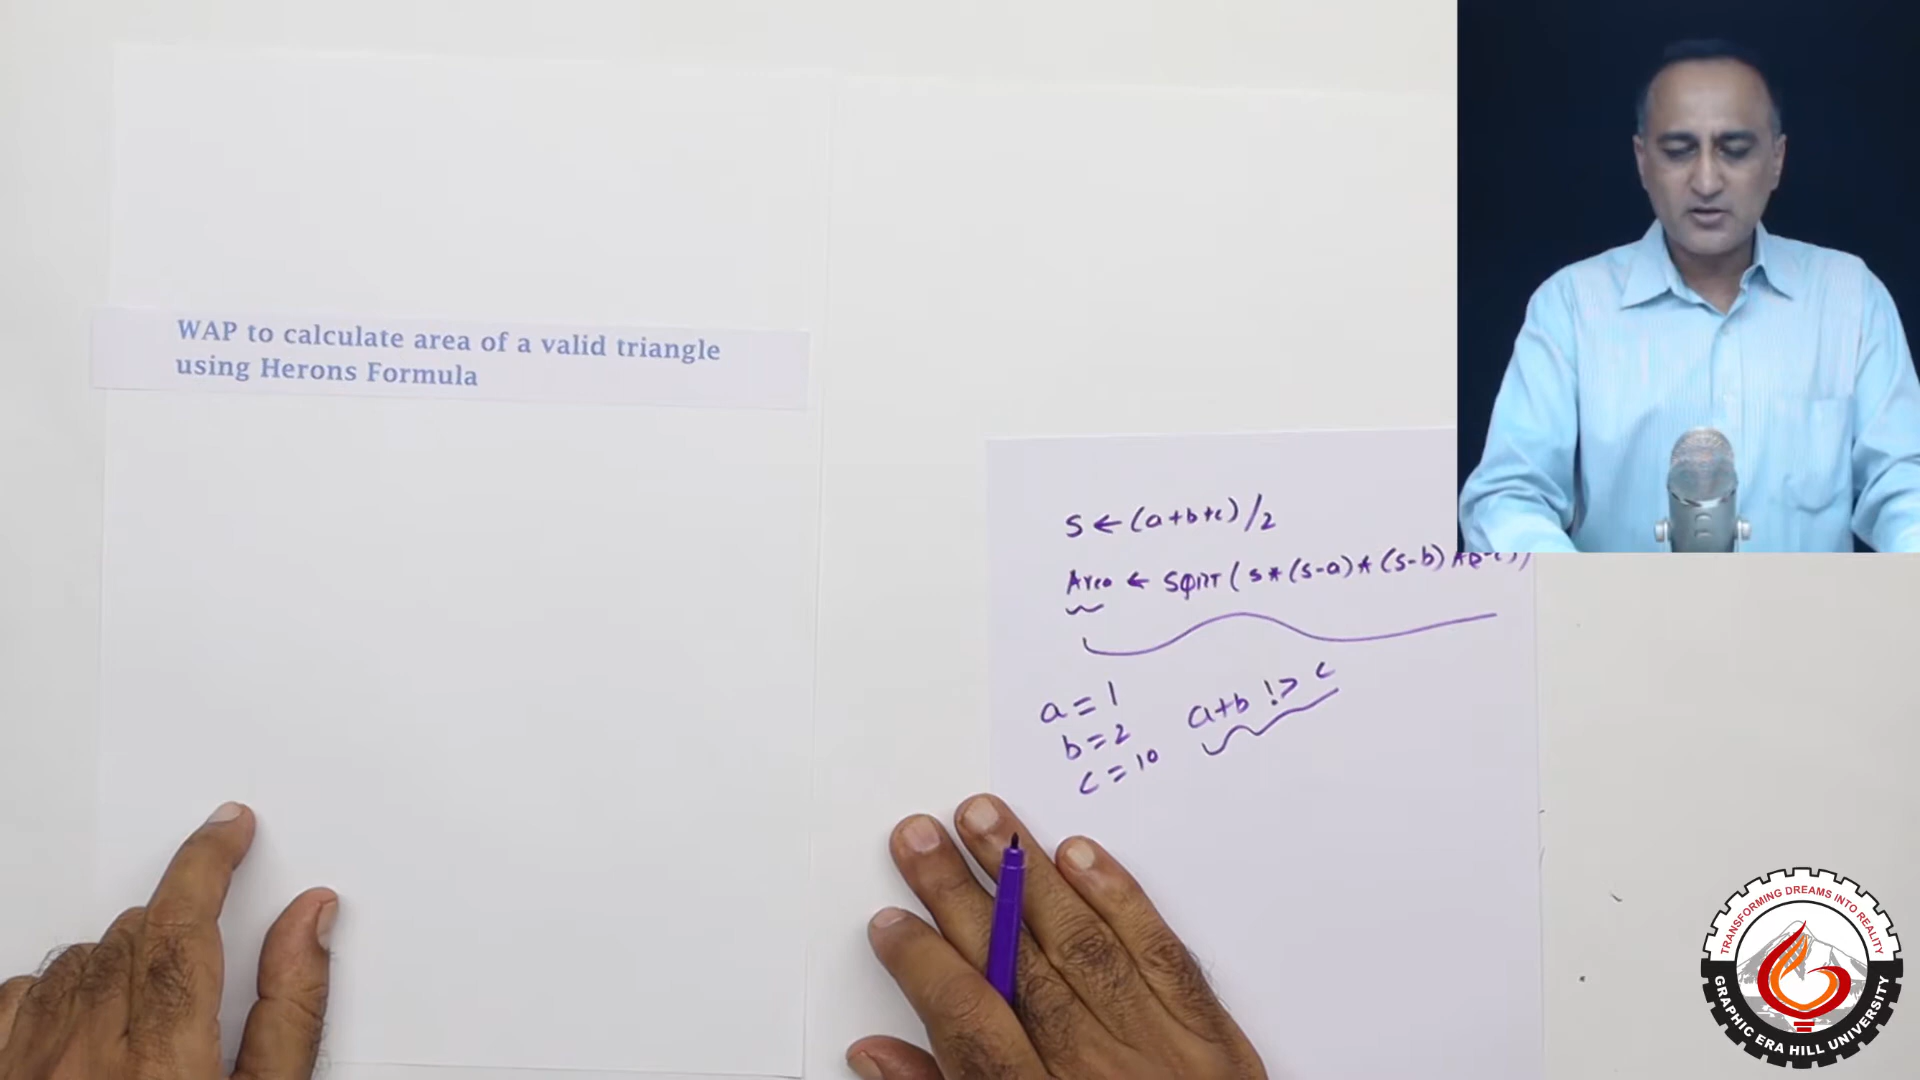 WAP to calculate area of a valid triangle
using Herons Formula
S ← (a+b+c)/2
Area ← SQRT ( s * (s-a) * (s-b) *
a = 1
b = 2
c = 10
a+b !> c
TRANSFORMING DREAMS INTO REALITY
GRAPHIC ERA HILL UNIVERSITY